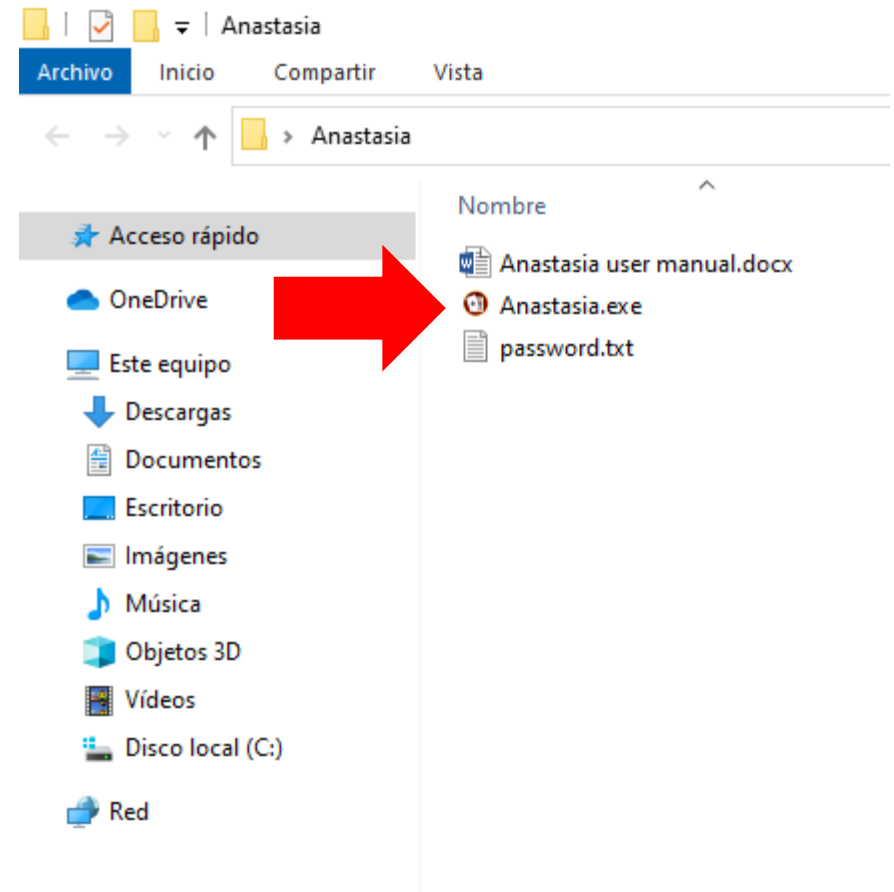 Anastasia
Archivo Inicio Compartir Vista
Anastasia
Nombre
Acceso rápido
OneDrive
Este equipo
Descargas
Documentos
Escritorio
Imágenes
Música
Objetos 3D
Vídeos
Disco local (C:)
Red
Anastasia user manual.docx
Anastasia.exe
password.txt